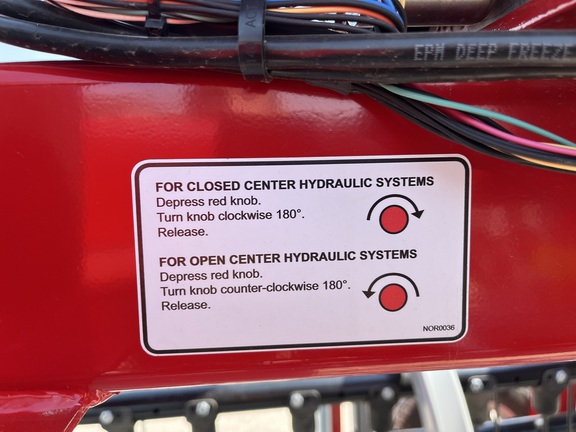 EPM DEEP FREEZE
FOR CLOSED CENTER HYDRAULIC SYSTEMS
Depress red knob.
Turn knob clockwise 180°.
Release.
FOR OPEN CENTER HYDRAULIC SYSTEMS
Depress red knob.
Turn knob counter-clockwise 180°.
Release.
NOR0036